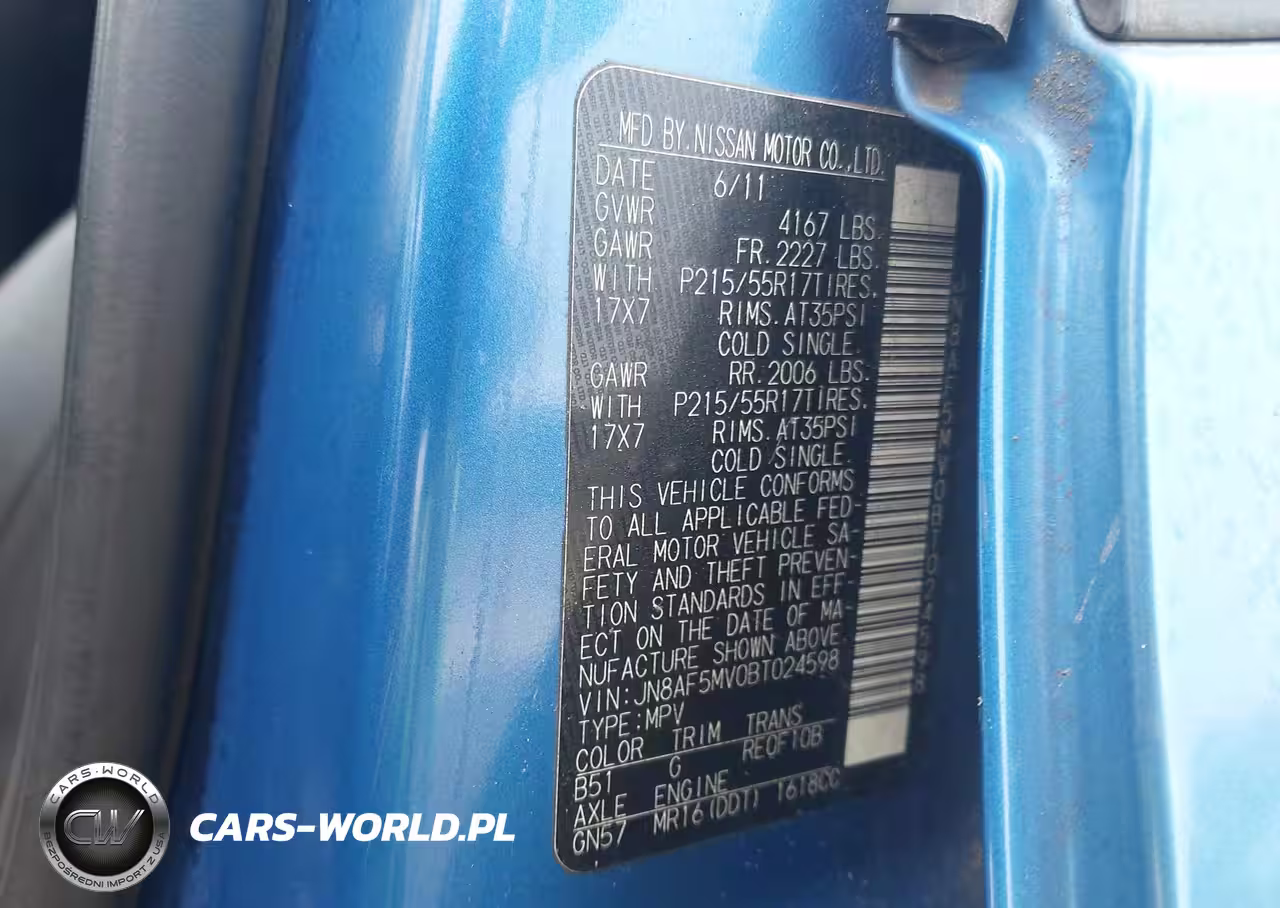 MFD BY.NISSAN MOTOR CO.,LTD.
DATE 6/11
GVWR 4167 LBS.
GAWR FR.2227 LBS.
WITH P215/55R17TIRES,
17X7 RIMS.AT35PSI
COLD SINGLE.
GAWR RR.2006 LBS.
WITH P215/55R17TIRES.
17X7 RIMS.AT35PSI
COLD SINGLE.
THIS VEHICLE CONFORMS
TO ALL APPLICABLE FED-
ERAL MOTOR VEHICLE SA-
FETY AND THEFT PREVEN-
TION STANDARDS IN EFF-
ECT ON THE DATE OF MA-
NUFACTURE SHOWN ABOVE.
VIN:JN8AF5MV0BT024598
TYPE:MPV
COLOR TRIM TRANS
B51 G RE0F10B
AXLE ENGINE
GN57 MR16(DDT) 1618CC
JN8AF5MV0BT024598
CARS-WORLD
CW
BEZPOŚREDNI IMPORT Z USA
CARS-WORLD.PL